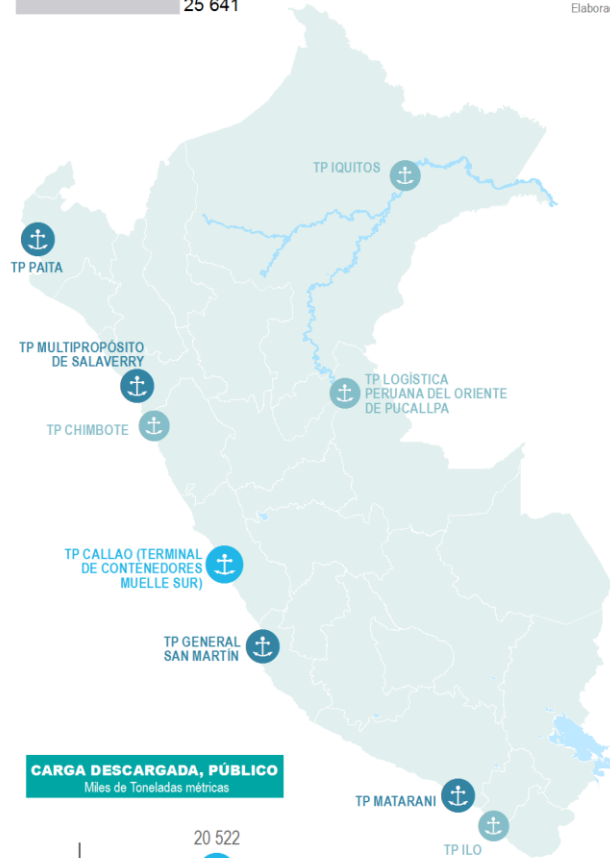 25 641
Elabora
TP IQUITOS
TP PAITA
TP MULTIPROPÓSITO
DE SALAVERRY
TP LOGÍSTICA
PERUANA DEL ORIENTE
DE PUCALLPA
TP CHIMBOTE
TP CALLAO (TERMINAL
DE CONTENEDORES
MUELLE SUR)
TP GENERAL
SAN MARTÍN
CARGA DESCARGADA, PÚBLICO
Miles de Toneladas métricas
TP MATARANI
20 522
TP ILO